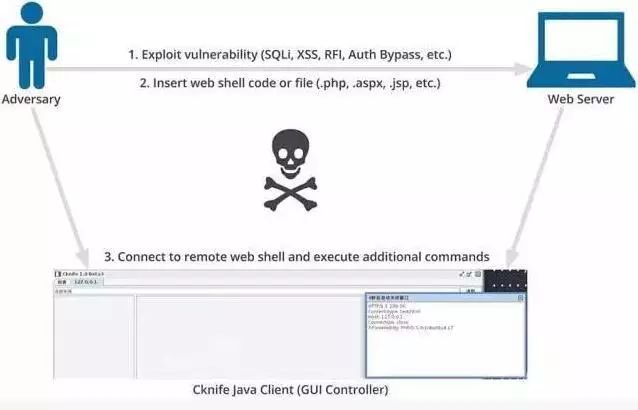 1. Exploit vulnerability (SQLi, XSS, RFI, Auth Bypass, etc.)
2. Insert web shell code or file (.php, .aspx, .jsp, etc.)
Adversary
Web Server
3. Connect to remote web shell and execute additional commands
Cknife 1.0
127.0.0.1
Cknife Java Client (GUI Controller)